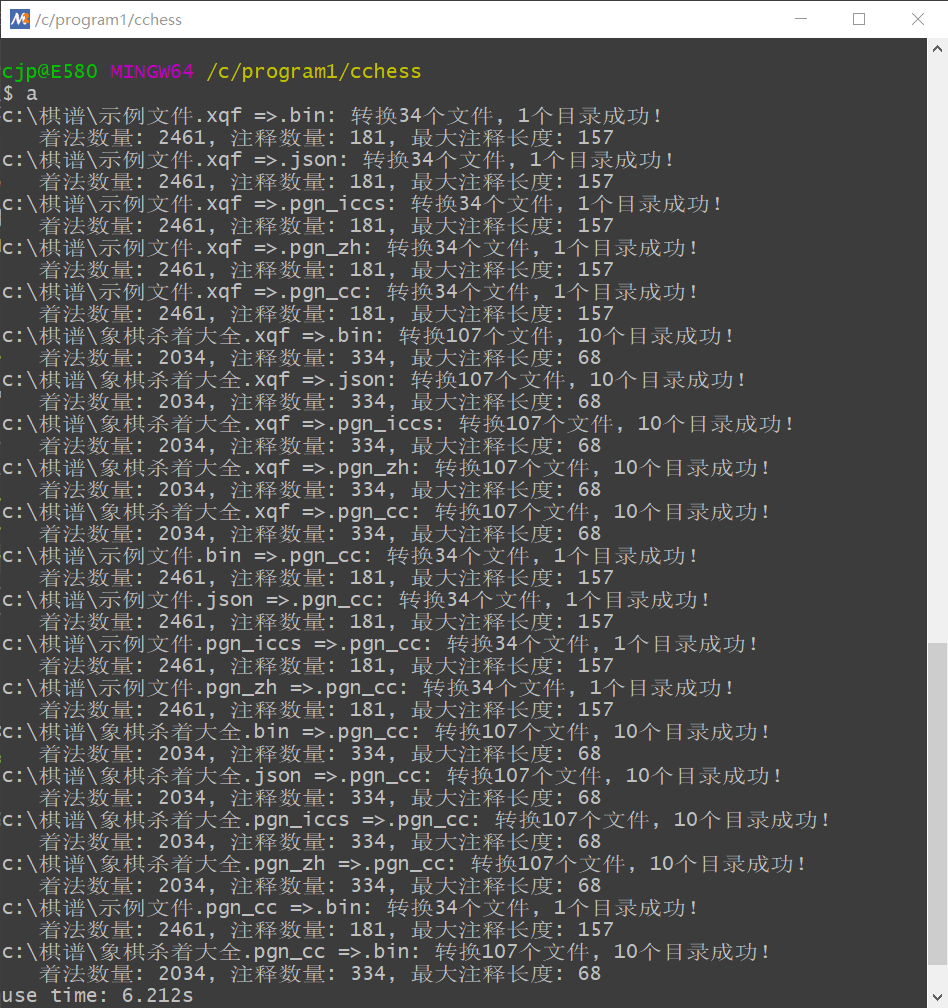 /c/program1/cchess
cjp@E580 MINGW64 /c/program1/cchess
$ a
c:\棋谱\示例文件.xqf =>.bin: 转换34个文件, 1个目录成功!
着法数量: 2461, 注释数量: 181, 最大注释长度: 157
c:\棋谱\示例文件.xqf =>.json: 转换34个文件, 1个目录成功!
着法数量: 2461, 注释数量: 181, 最大注释长度: 157
c:\棋谱\示例文件.xqf =>.pgn_iccs: 转换34个文件, 1个目录成功!
着法数量: 2461, 注释数量: 181, 最大注释长度: 157
c:\棋谱\示例文件.xqf =>.pgn_zh: 转换34个文件, 1个目录成功!
着法数量: 2461, 注释数量: 181, 最大注释长度: 157
c:\棋谱\示例文件.xqf =>.pgn_cc: 转换34个文件, 1个目录成功!
着法数量: 2461, 注释数量: 181, 最大注释长度: 157
c:\棋谱\象棋杀着大全.xqf =>.bin: 转换107个文件, 10个目录成功!
着法数量: 2034, 注释数量: 334, 最大注释长度: 68
c:\棋谱\象棋杀着大全.xqf =>.json: 转换107个文件, 10个目录成功!
着法数量: 2034, 注释数量: 334, 最大注释长度: 68
c:\棋谱\象棋杀着大全.xqf =>.pgn_iccs: 转换107个文件, 10个目录成功!
着法数量: 2034, 注释数量: 334, 最大注释长度: 68
c:\棋谱\象棋杀着大全.xqf =>.pgn_zh: 转换107个文件, 10个目录成功!
着法数量: 2034, 注释数量: 334, 最大注释长度: 68
c:\棋谱\象棋杀着大全.xqf =>.pgn_cc: 转换107个文件, 10个目录成功!
着法数量: 2034, 注释数量: 334, 最大注释长度: 68
c:\棋谱\示例文件.bin =>.pgn_cc: 转换34个文件, 1个目录成功!
着法数量: 2461, 注释数量: 181, 最大注释长度: 157
c:\棋谱\示例文件.json =>.pgn_cc: 转换34个文件, 1个目录成功!
着法数量: 2461, 注释数量: 181, 最大注释长度: 157
c:\棋谱\示例文件.pgn_iccs =>.pgn_cc: 转换34个文件, 1个目录成功!
着法数量: 2461, 注释数量: 181, 最大注释长度: 157
c:\棋谱\示例文件.pgn_zh =>.pgn_cc: 转换34个文件, 1个目录成功!
着法数量: 2461, 注释数量: 181, 最大注释长度: 157
c:\棋谱\象棋杀着大全.bin =>.pgn_cc: 转换107个文件, 10个目录成功!
着法数量: 2034, 注释数量: 334, 最大注释长度: 68
c:\棋谱\象棋杀着大全.json =>.pgn_cc: 转换107个文件, 10个目录成功!
着法数量: 2034, 注释数量: 334, 最大注释长度: 68
c:\棋谱\象棋杀着大全.pgn_iccs =>.pgn_cc: 转换107个文件, 10个目录成功!
着法数量: 2034, 注释数量: 334, 最大注释长度: 68
c:\棋谱\象棋杀着大全.pgn_zh =>.pgn_cc: 转换107个文件, 10个目录成功!
着法数量: 2034, 注释数量: 334, 最大注释长度: 68
c:\棋谱\示例文件.pgn_cc =>.bin: 转换34个文件, 1个目录成功!
着法数量: 2461, 注释数量: 181, 最大注释长度: 157
c:\棋谱\象棋杀着大全.pgn_cc =>.bin: 转换107个文件, 10个目录成功!
着法数量: 2034, 注释数量: 334, 最大注释长度: 68
use time: 6.212s